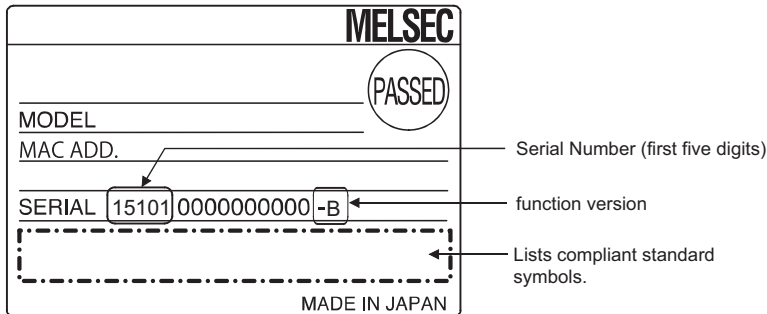 MELSEC
PASSED
MODEL
MAC ADD.
Serial Number (first five digits)
SERIAL 15101 0000000000 -B
function version
Lists compliant standard
symbols.
MADE IN JAPAN